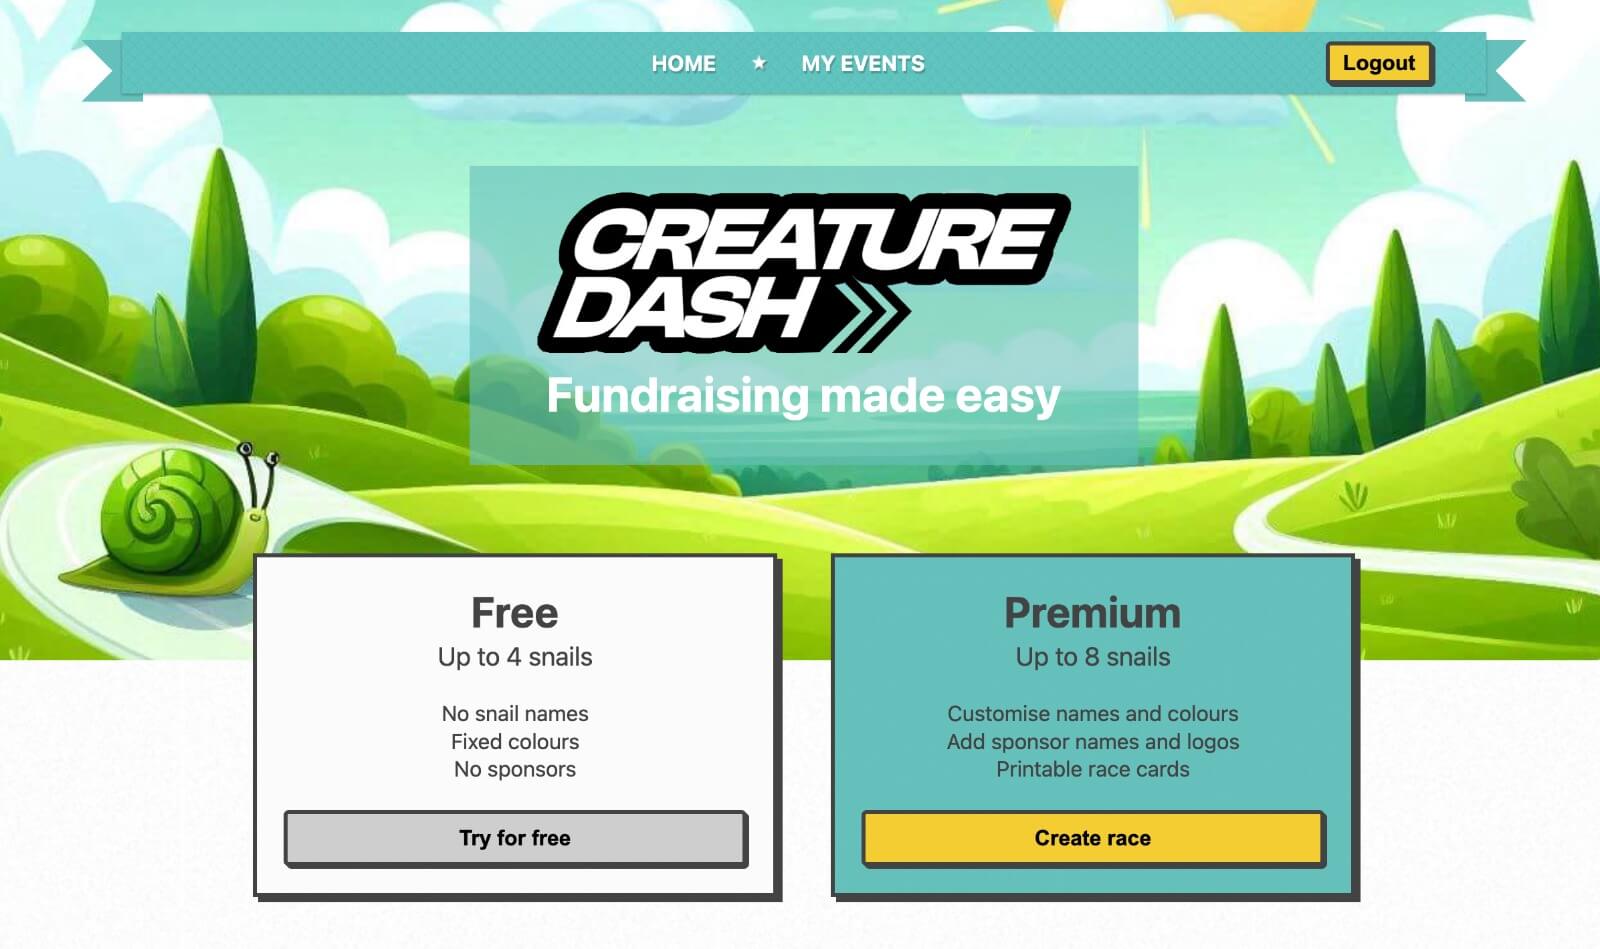 HOME ★ MY EVENTS
Logout
CREATURE
DASH
Fundraising made easy
Free
Up to 4 snails
No snail names
Fixed colours
No sponsors
Try for free
Premium
Up to 8 snails
Customise names and colours
Add sponsor names and logos
Printable race cards
Create race